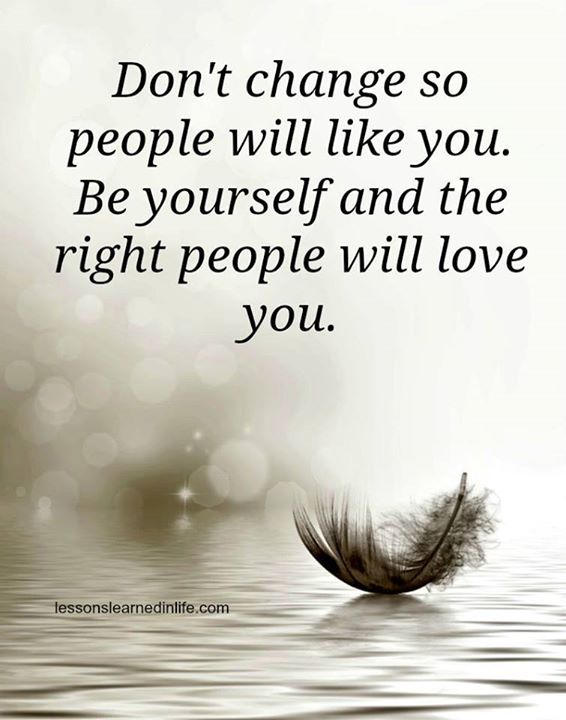 Don't change so
people will like you.
Be yourself and the
right people will love
you.
lessonslearnedinlife.com